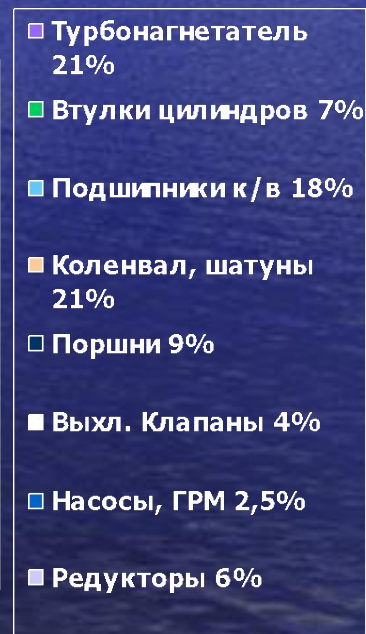 Турбонагнетатель
21%
Втулки цилиндров 7%
Подшипники к/в 18%
Коленвал, шатуны
21%
Поршни 9%
Выхл. Клапаны 4%
Насосы, ГРМ 2,5%
Редукторы 6%